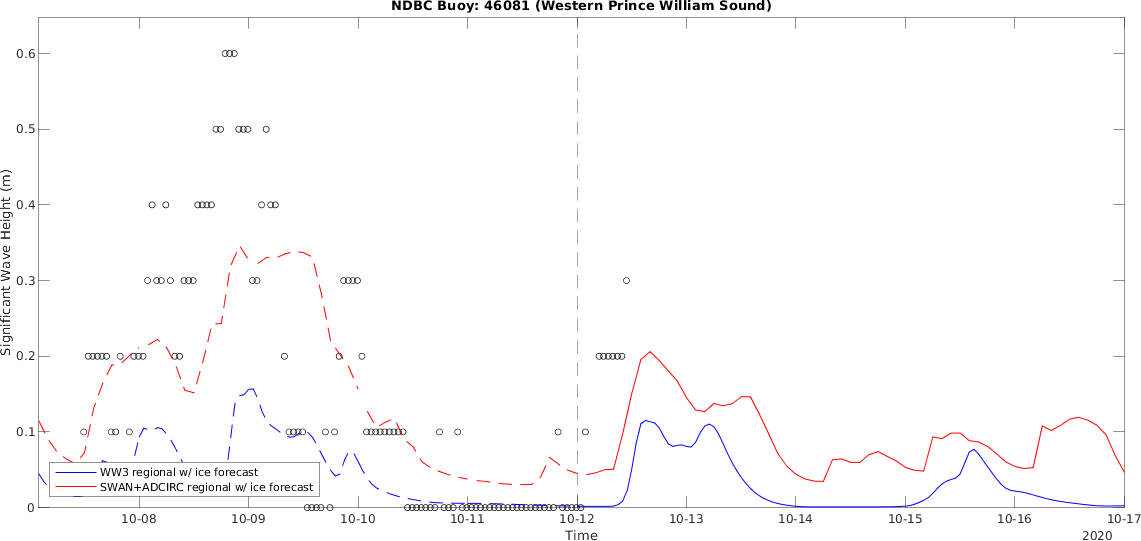 NDBC Buoy: 46081 (Western Prince William Sound)
Significant Wave Height (m)
0.6
0.5
0.4
0.3
0.2
0.1
0
WW3 regional w/ ice forecast
SWAN+ADCIRC regional w/ ice forecast
10-08 10-09 10-10 10-11 10-12 10-13 10-14 10-15 10-16 10-17
Time
2020